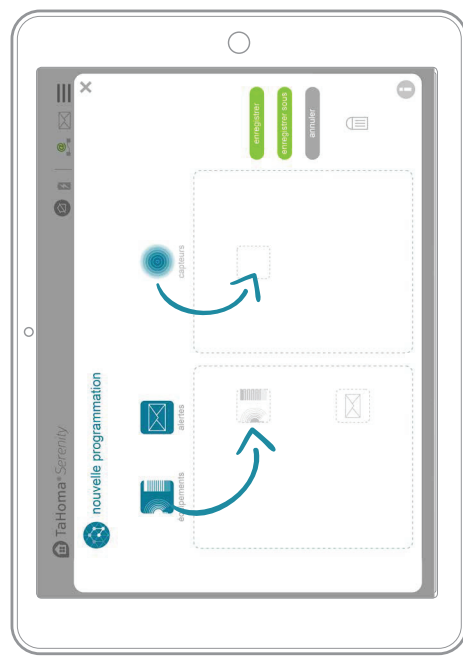 TaHoma® Serenity
nouvelle programmation
équipements
alertes
capteurs
enregistrer
enregistrer sous
annuler